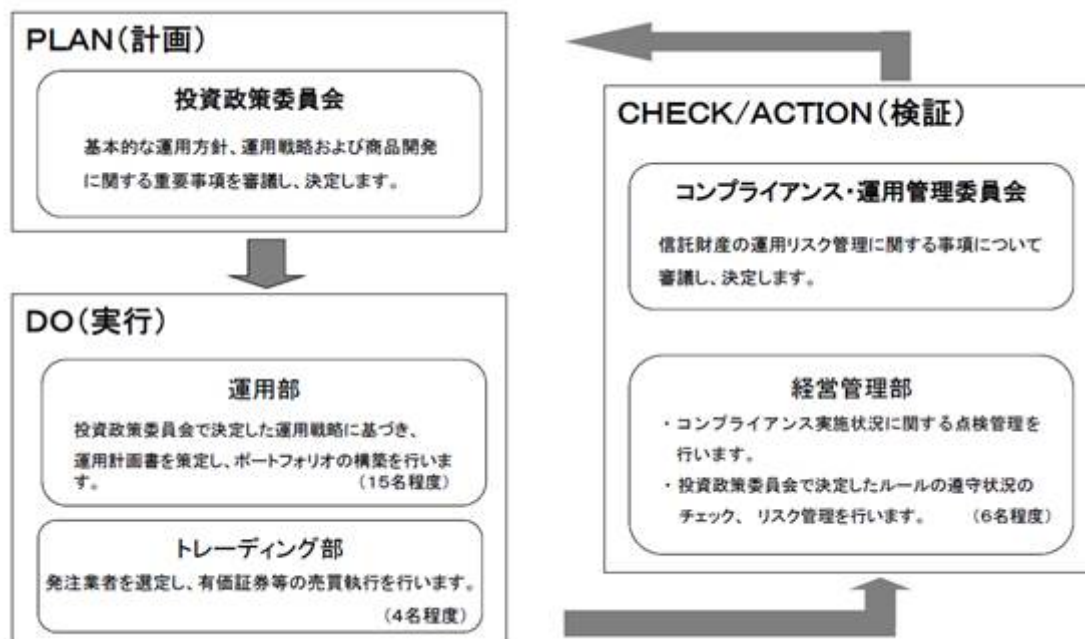 PLAN(計画)
投資政策委員会
基本的な運用方針、運用戦略および商品開発
に関する重要事項を審議し、決定します。
DO(実行)
運用部
投資政策委員会で決定した運用戦略に基づき、
運用計画書を策定し、ポートフォリオの構築を行いま
す。 (15名程度)
トレーディング部
発注業者を選定し、有価証券等の売買執行を行います。
(4名程度)
CHECK/ACTION(検証)
コンプライアンス・運用管理委員会
信託財産の運用リスク管理に関する事項について
審議し、決定します。
経営管理部
・コンプライアンス実施状況に関する点検管理を
行います。
・投資政策委員会で決定したルールの遵守状況の
チェック、 リスク管理を行います。 (6名程度)